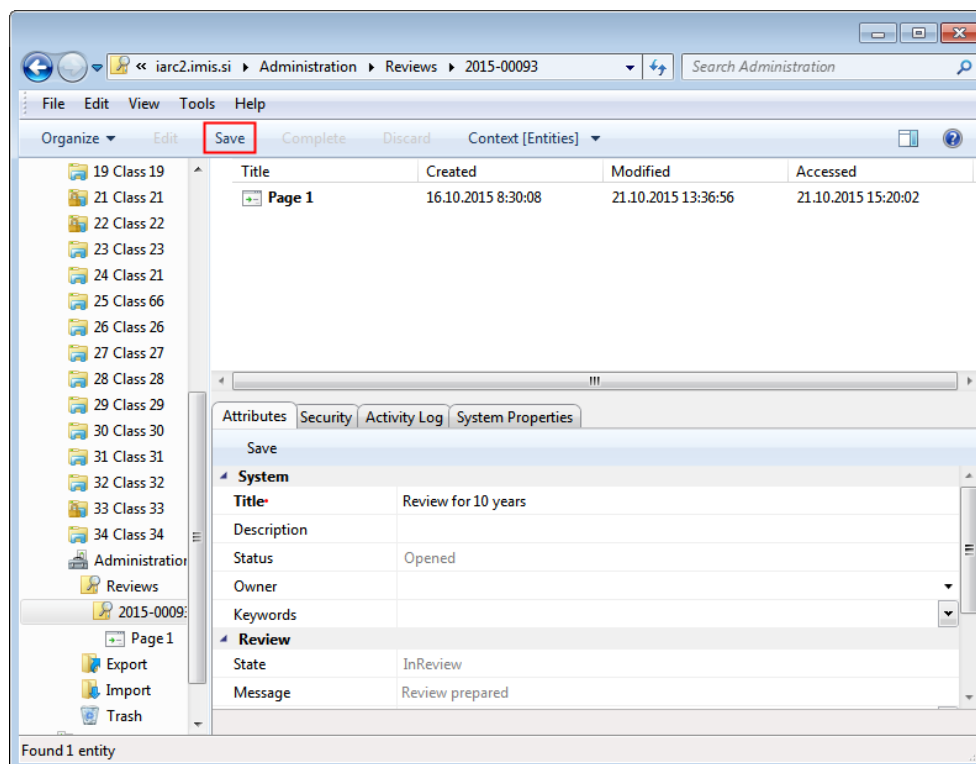 « iarc2.imis.si ▸ Administration ▸ Reviews ▸ 2015-00093
Search Administration
File Edit View Tools Help
Organize Edit Save Complete Discard Context [Entities]
19 Class 19
21 Class 21
22 Class 22
23 Class 23
24 Class 21
25 Class 66
26 Class 26
27 Class 27
28 Class 28
29 Class 29
30 Class 30
31 Class 31
32 Class 32
33 Class 33
34 Class 34
Administration
Reviews
2015-00093
Page 1
Export
Import
Trash
Title Created Modified Accessed
Page 1 16.10.2015 8:30:08 21.10.2015 13:36:56 21.10.2015 15:20:02
Attributes Security Activity Log System Properties
Save
System
Title• Review for 10 years
Description
Status Opened
Owner
Keywords
Review
State InReview
Message Review prepared
Found 1 entity